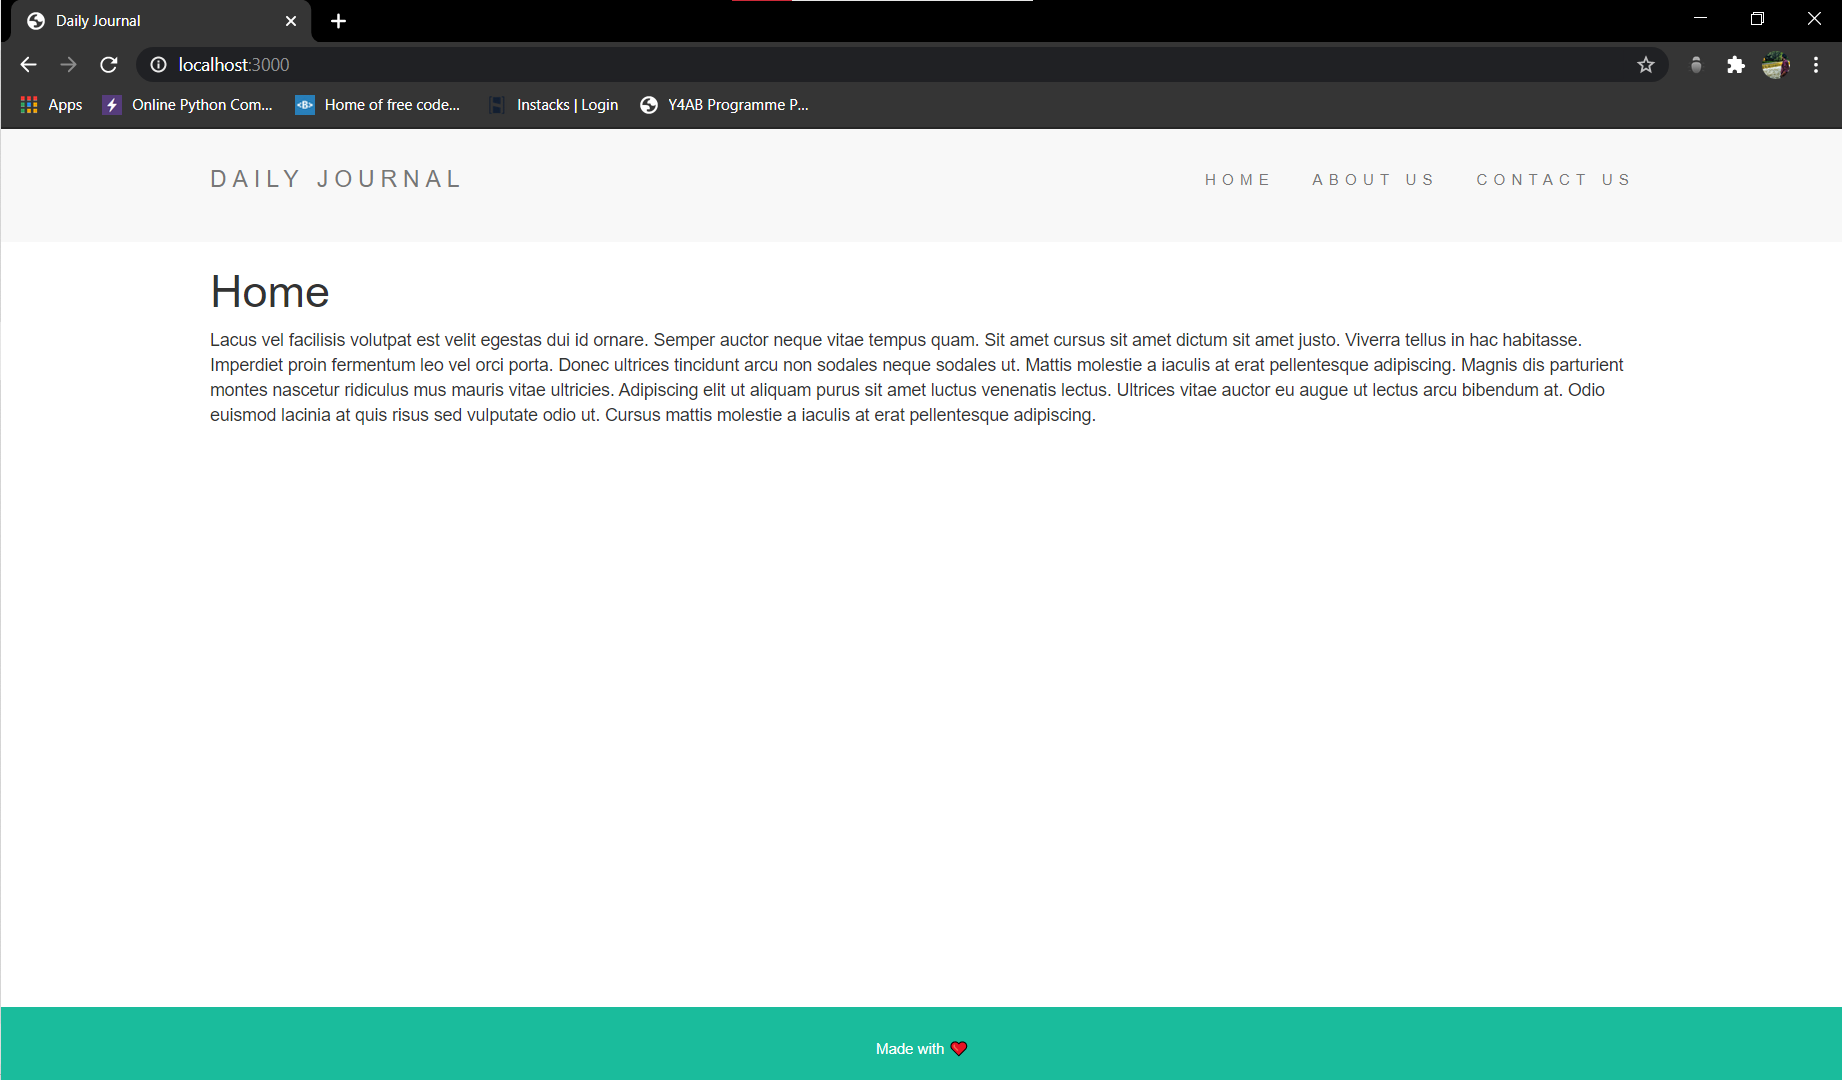 Daily Journal
localhost:3000
Apps Online Python Com... Home of free code... Instacks | Login Y4AB Programme P...
DAILY JOURNAL HOME ABOUT US CONTACT US
Home
Lacus vel facilisis volutpat est velit egestas dui id ornare. Semper auctor neque vitae tempus quam. Sit amet cursus sit amet dictum sit amet justo. Viverra tellus in hac habitasse.
Imperdiet proin fermentum leo vel orci porta. Donec ultrices tincidunt arcu non sodales neque sodales ut. Mattis molestie a iaculis at erat pellentesque adipiscing. Magnis dis parturient
montes nascetur ridiculus mus mauris vitae ultricies. Adipiscing elit ut aliquam purus sit amet luctus venenatis lectus. Ultrices vitae auctor eu augue ut lectus arcu bibendum at. Odio
euismod lacinia at quis risus sed vulputate odio ut. Cursus mattis molestie a iaculis at erat pellentesque adipiscing.
Made with ❤️